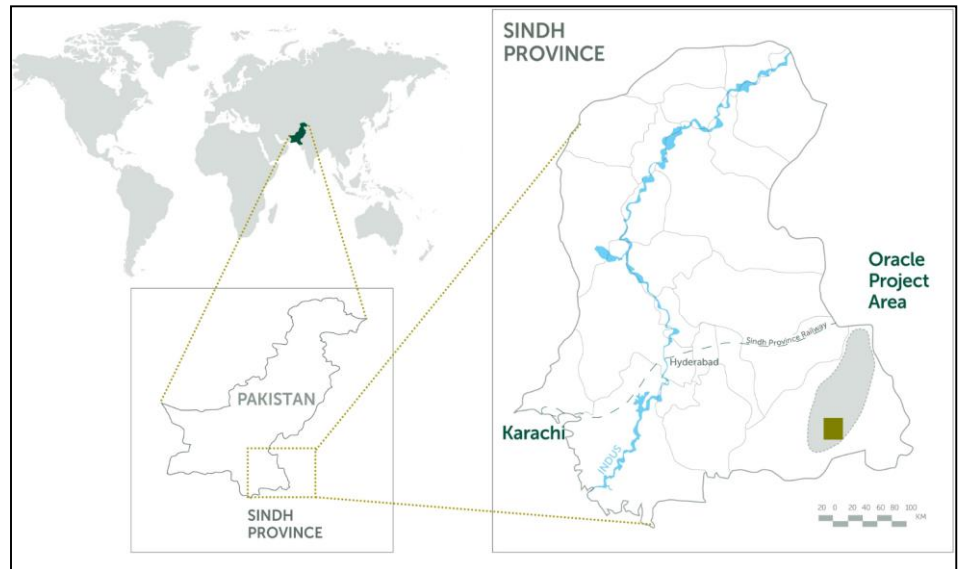 SINDH
PROVINCE
Oracle
Project
Area
Sindh Province Railway
Hyderabad
PAKISTAN
Karachi
INDUS
SINDH
PROVINCE
20 0 20 40 60 80 100
KM